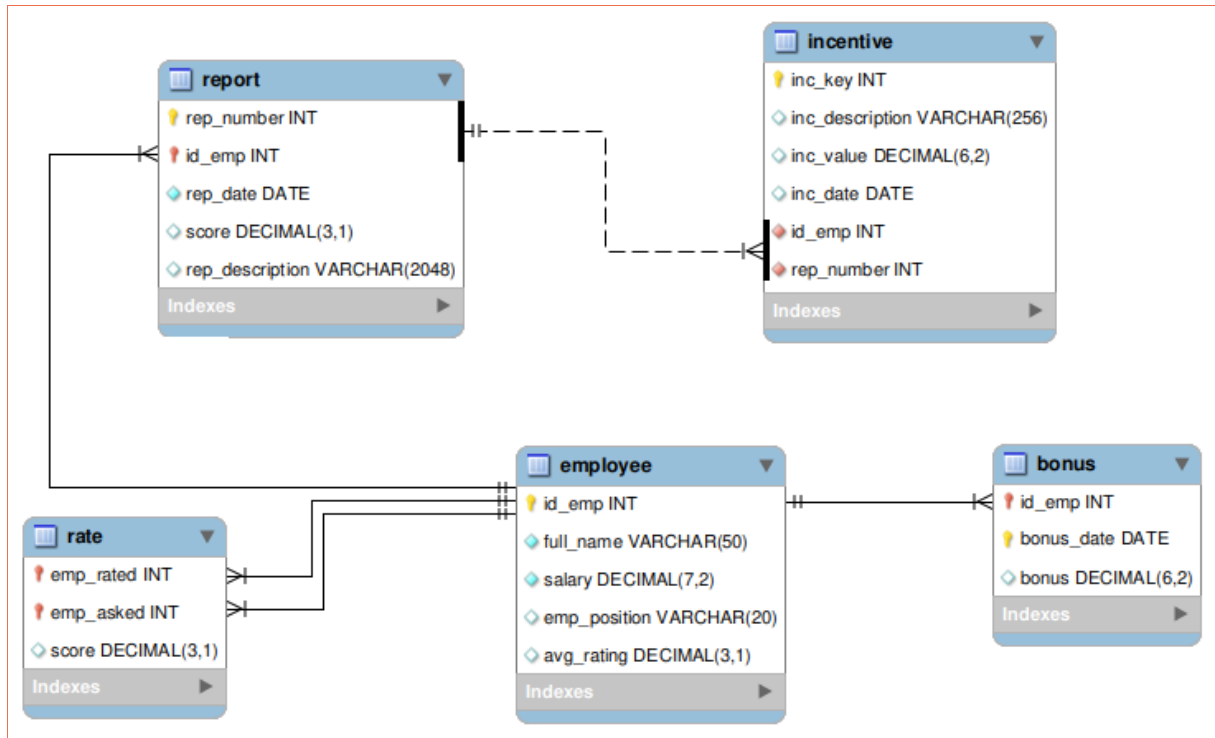 report
rep_number INT
id_emp INT
rep_date DATE
score DECIMAL(3,1)
rep_description VARCHAR(2048)
Indexes
incentive
inc_key INT
inc_description VARCHAR(256)
inc_value DECIMAL(6,2)
inc_date DATE
id_emp INT
rep_number INT
Indexes
rate
emp_rated INT
emp_asked INT
score DECIMAL(3,1)
Indexes
employee
id_emp INT
full_name VARCHAR(50)
salary DECIMAL(7,2)
emp_position VARCHAR(20)
avg_rating DECIMAL(3,1)
Indexes
bonus
id_emp INT
bonus_date DATE
bonus DECIMAL(6,2)
Indexes